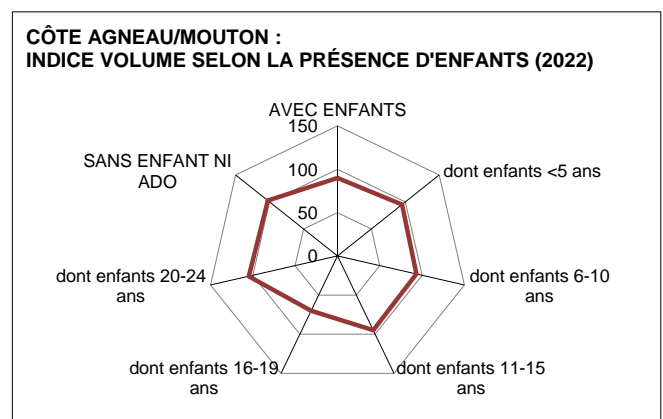 CÔTE AGNEAU/MOUTON :
INDICE VOLUME SELON LA PRÉSENCE D'ENFANTS (2022)
AVEC ENFANTS
150
100
50
0
dont enfants <5 ans
dont enfants 6-10
ans
dont enfants 11-15
ans
dont enfants 16-19
ans
dont enfants 20-24
ans
SANS ENFANT NI
ADO